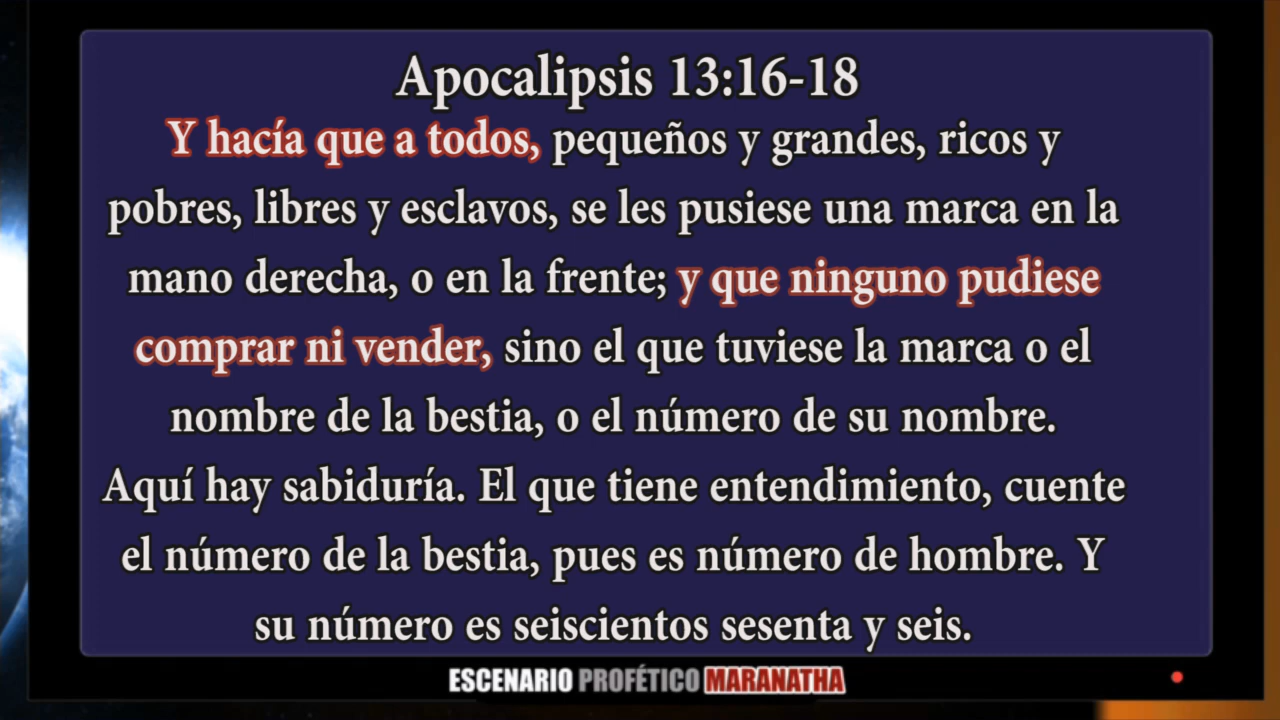 Apocalipsis 13:16-18
Y hacía que a todos, pequeños y grandes, ricos y
pobres, libres y esclavos, se les pusiese una marca en la
mano derecha, o en la frente; y que ninguno pudiese
comprar ni vender, sino el que tuviese la marca o el
nombre de la bestia, o el número de su nombre.
Aquí hay sabiduría. El que tiene entendimiento, cuente
el número de la bestia, pues es número de hombre. Y
su número es seiscientos sesenta y seis.
ESCENARIO PROFÉTICO MARANATHA